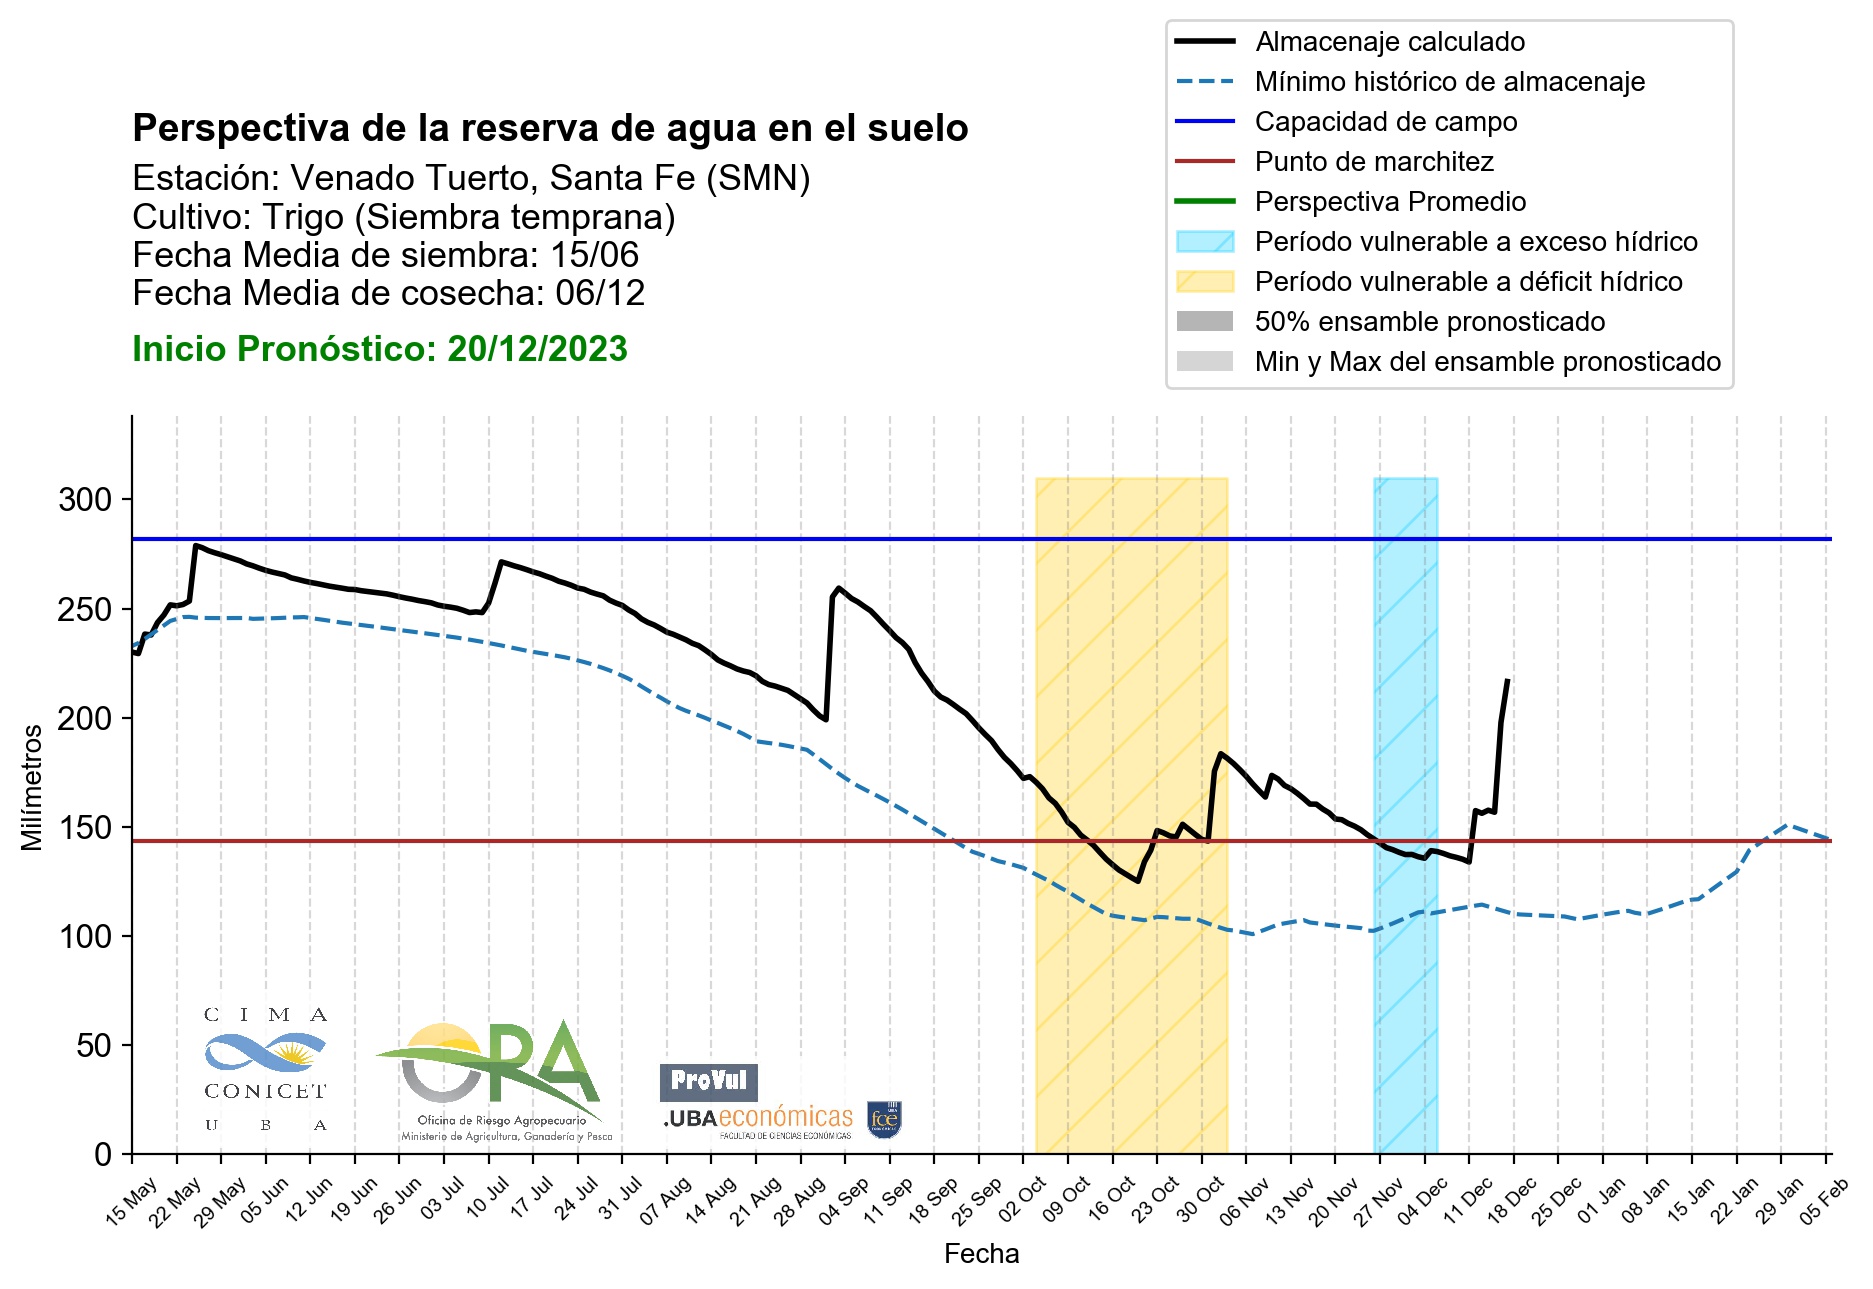 Almacenaje calculado
Mínimo histórico de almacenaje
Capacidad de campo
Punto de marchitez
Perspectiva Promedio
Período vulnerable a exceso hídrico
Período vulnerable a déficit hídrico
50% ensamble pronosticado
Min y Max del ensamble pronosticado
Perspectiva de la reserva de agua en el suelo
Estación: Venado Tuerto, Santa Fe (SMN)
Cultivo: Trigo (Siembra temprana)
Fecha Media de siembra: 15/06
Fecha Media de cosecha: 06/12
Inicio Pronóstico: 20/12/2023
Milímetros
300
250
200
150
100
50
0
CIMA
CONICET
UBA
ORA
Oficina de Riesgo Agropecuario
Ministerio de Agricultura, Ganadería y Pesca
ProVul
.UBAeconómicas
FACULTAD DE CIENCIAS ECONÓMICAS
fce
15 May
22 May
29 May
05 Jun
12 Jun
19 Jun
26 Jun
03 Jul
10 Jul
17 Jul
24 Jul
31 Jul
07 Aug
14 Aug
21 Aug
28 Aug
04 Sep
11 Sep
18 Sep
25 Sep
02 Oct
09 Oct
16 Oct
23 Oct
30 Oct
06 Nov
13 Nov
20 Nov
27 Nov
04 Dec
11 Dec
18 Dec
25 Dec
01 Jan
08 Jan
15 Jan
22 Jan
29 Jan
05 Feb
Fecha